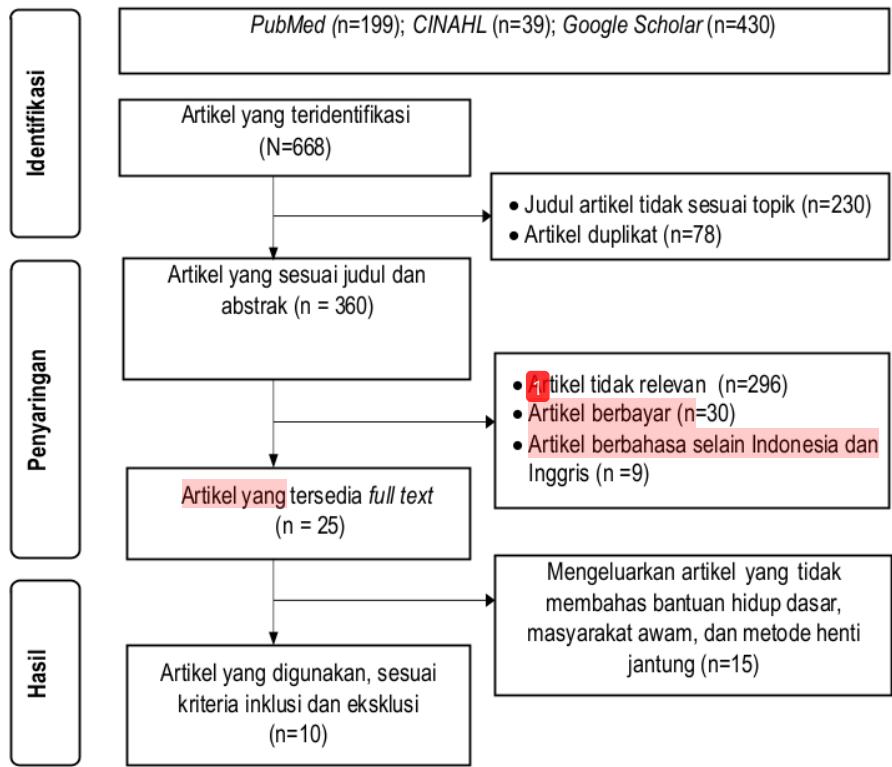 PubMed (n=199); CINAHL (n=39); Google Scholar (n=430)
Identifikasi
Artikel yang teridentifikasi
(N=668)
• Judul artikel tidak sesuai topik (n=230)
• Artikel duplikat (n=78)
Penyaringan
Artikel yang sesuai judul dan
abstrak (n = 360)
1
• Artikel tidak relevan (n=296)
• Artikel berbayar (n=30)
• Artikel berbahasa selain Indonesia dan
Inggris (n =9)
Artikel yang tersedia full text
(n = 25)
Hasil
Mengeluarkan artikel yang tidak
membahas bantuan hidup dasar,
masyarakat awam, dan metode henti
jantung (n=15)
Artikel yang digunakan, sesuai
kriteria inklusi dan eksklusi
(n=10)